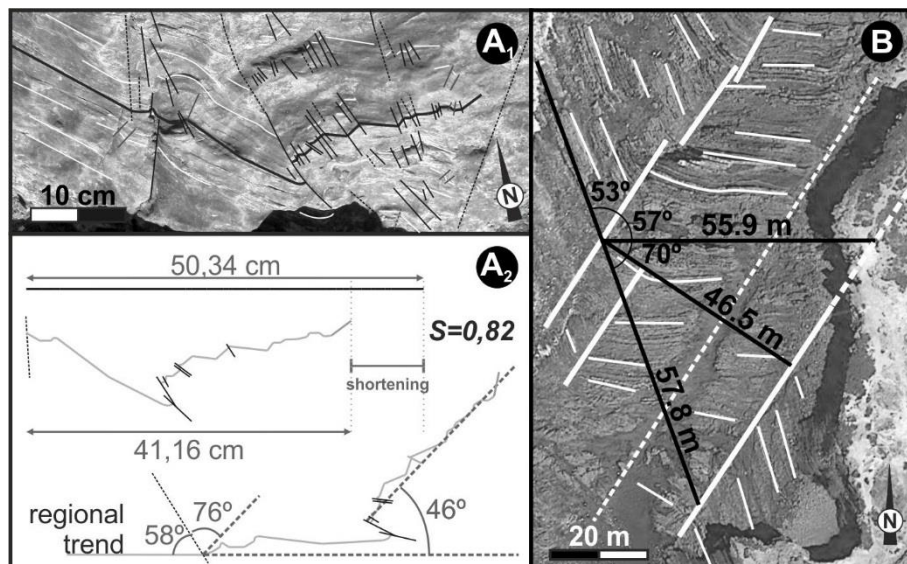 A1
10 cm
N
A2
50,34 cm
S=0,82
shortening
41,16 cm
regional
trend
58º
76º
46º
B
53º
57º
55.9 m
70º
46.5 m
57.8 m
20 m
N